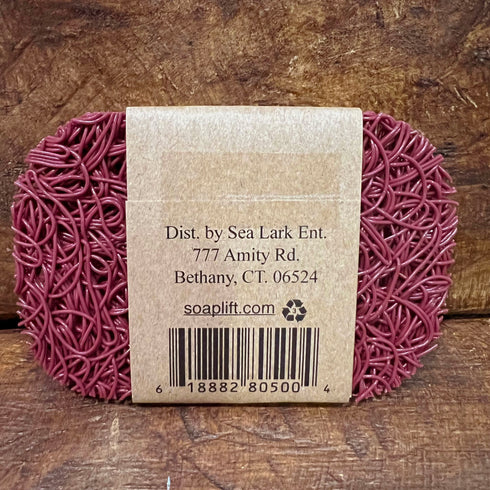 Dist. by Sea Lark Ent.
777 Amity Rd.
Bethany, CT. 06524
soaplift.com
6 18882 80500 4